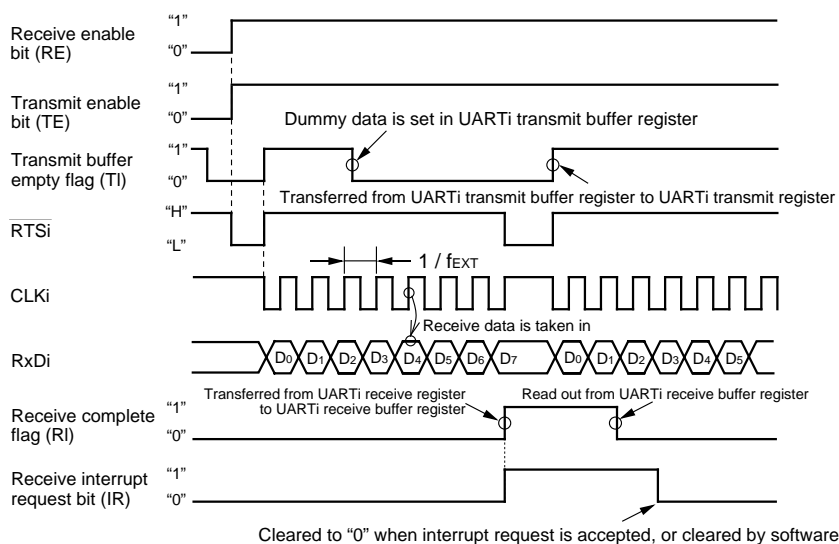 Receive enable
bit (RE)
“1”
“0”
Transmit enable
bit (TE)
“1”
“0”
Dummy data is set in UARTi transmit buffer register
Transmit buffer
empty flag (TI)
“1”
“0”
Transferred from UARTi transmit buffer register to UARTi transmit register
RTSi
“H”
“L”
1 / fEXT
CLKi
Receive data is taken in
RxDi
D0 D1 D2 D3 D4 D5 D6 D7 D0 D1 D2 D3 D4 D5
Transferred from UARTi receive register
to UARTi receive buffer register
Read out from UARTi receive buffer register
Receive complete
flag (RI)
“1”
“0”
Receive interrupt
request bit (IR)
“1”
“0”
Cleared to “0” when interrupt request is accepted, or cleared by software